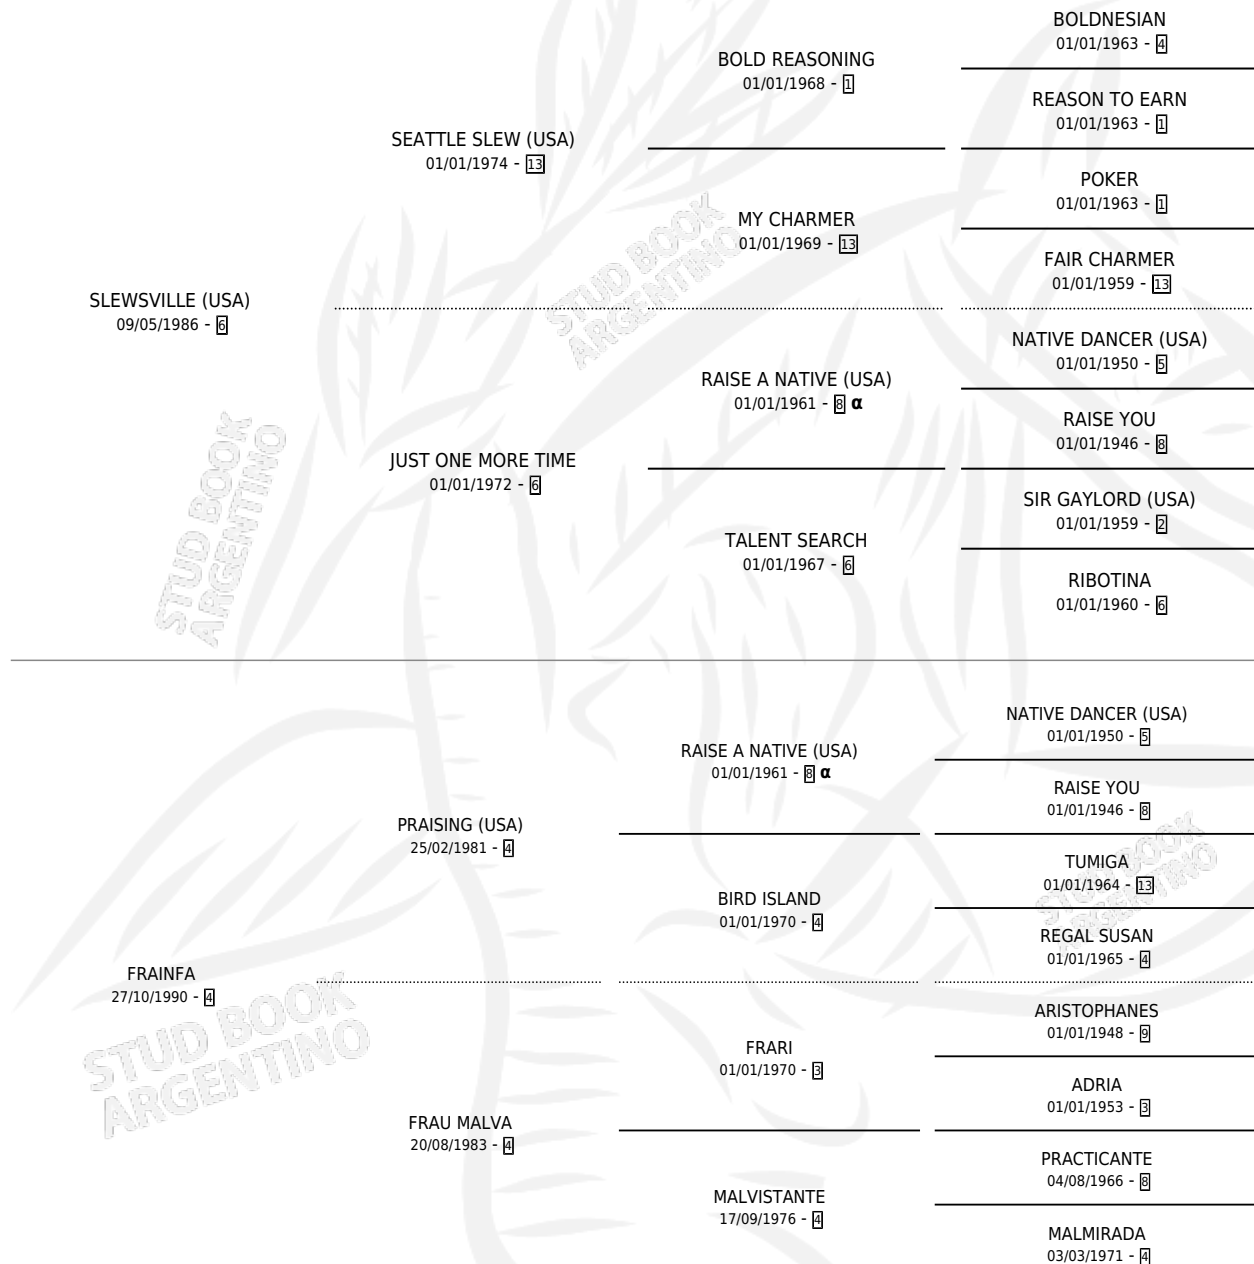 BOLDNESIAN
01/01/1963 - 4
BOLD REASONING
01/01/1968 - 1
REASON TO EARN
01/01/1963 - 1
SEATTLE SLEW (USA)
01/01/1974 - 13
POKER
01/01/1963 - 1
MY CHARMER
01/01/1969 - 13
FAIR CHARMER
01/01/1959 - 13
SLEWSVILLE (USA)
09/05/1986 - 6
NATIVE DANCER (USA)
01/01/1950 - 5
RAISE A NATIVE (USA)
01/01/1961 - 8 α
RAISE YOU
01/01/1946 - 8
JUST ONE MORE TIME
01/01/1972 - 6
SIR GAYLORD (USA)
01/01/1959 - 2
TALENT SEARCH
01/01/1967 - 6
RIBOTINA
01/01/1960 - 6
NATIVE DANCER (USA)
01/01/1950 - 5
RAISE A NATIVE (USA)
01/01/1961 - 8 α
RAISE YOU
01/01/1946 - 8
PRAISING (USA)
25/02/1981 - 4
TUMIGA
01/01/1964 - 13
BIRD ISLAND
01/01/1970 - 4
REGAL SUSAN
01/01/1965 - 4
FRAINFA
27/10/1990 - 4
ARISTOPHANES
01/01/1948 - 9
FRARI
01/01/1970 - 3
ADRIA
01/01/1953 - 3
FRAU MALVA
20/08/1983 - 4
PRACTICANTE
04/08/1966 - 8
MALVISTANTE
17/09/1976 - 4
MALMIRADA
03/03/1971 - 4
STUD BOOK
ARGENTINO
STUD BOOK
ARGENTINO
STUD BOOK
ARGENTINO
STUD BOOK
ARGENTINO